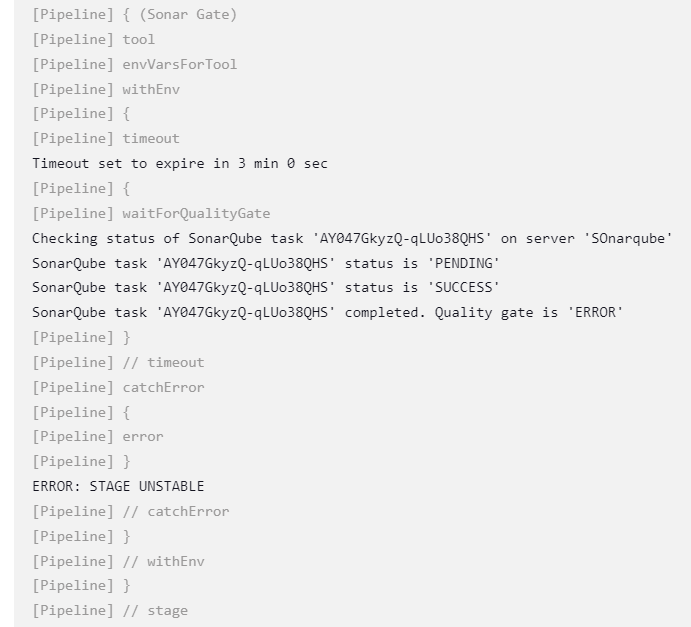 [Pipeline] { (Sonar Gate)
[Pipeline] tool
[Pipeline] envVarsForTool
[Pipeline] withEnv
[Pipeline] {
[Pipeline] timeout
Timeout set to expire in 3 min 0 sec
[Pipeline] {
[Pipeline] waitForQualityGate
Checking status of SonarQube task 'AY047GkyzQ-qLUo38QHS' on server 'SOnarqube'
SonarQube task 'AY047GkyzQ-qLUo38QHS' status is 'PENDING'
SonarQube task 'AY047GkyzQ-qLUo38QHS' status is 'SUCCESS'
SonarQube task 'AY047GkyzQ-qLUo38QHS' completed. Quality gate is 'ERROR'
[Pipeline] }
[Pipeline] // timeout
[Pipeline] catchError
[Pipeline] {
[Pipeline] error
[Pipeline] }
ERROR: STAGE UNSTABLE
[Pipeline] // catchError
[Pipeline] }
[Pipeline] // withEnv
[Pipeline] }
[Pipeline] // stage